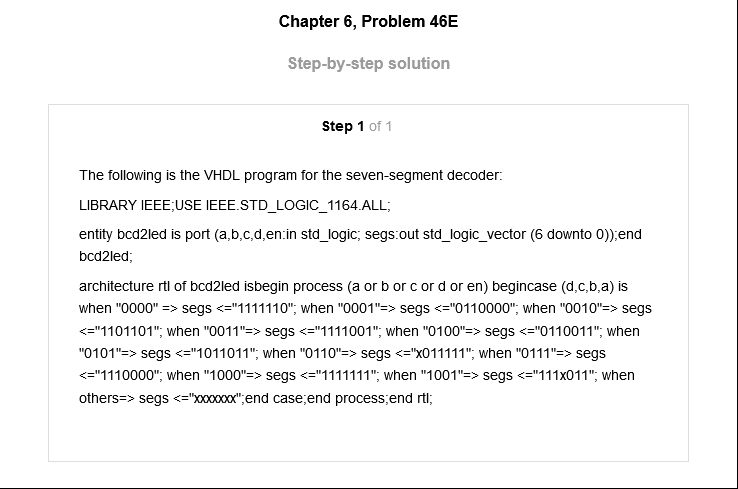 Chapter 6, Problem 46E
Step-by-step solution
Step 1 of 1
The following is the VHDL program for the seven-segment decoder:
LIBRARY IEEE;USE IEEE.STD_LOGIC_1164.ALL;
entity bcd2led is port (a,b,c,d,en:in std_logic; segs:out std_logic_vector (6 downto 0));end
bcd2led;
architecture rtl of bcd2led isbegin process (a or b or c or d or en) begincase (d,c,b,a) is
when "0000" => segs <="1111110"; when "0001"=> segs <="0110000"; when "0010"=> segs
<="1101101"; when "0011"=> segs <="1111001"; when "0100"=> segs <="0110011"; when
"0101"=> segs <="1011011"; when "0110"=> segs <="x011111"; when "0111"=> segs
<="1110000"; when "1000"=> segs <="1111111"; when "1001"=> segs <="111x011"; when
others=> segs <="xxxxxxx";end case;end process;end rtl;